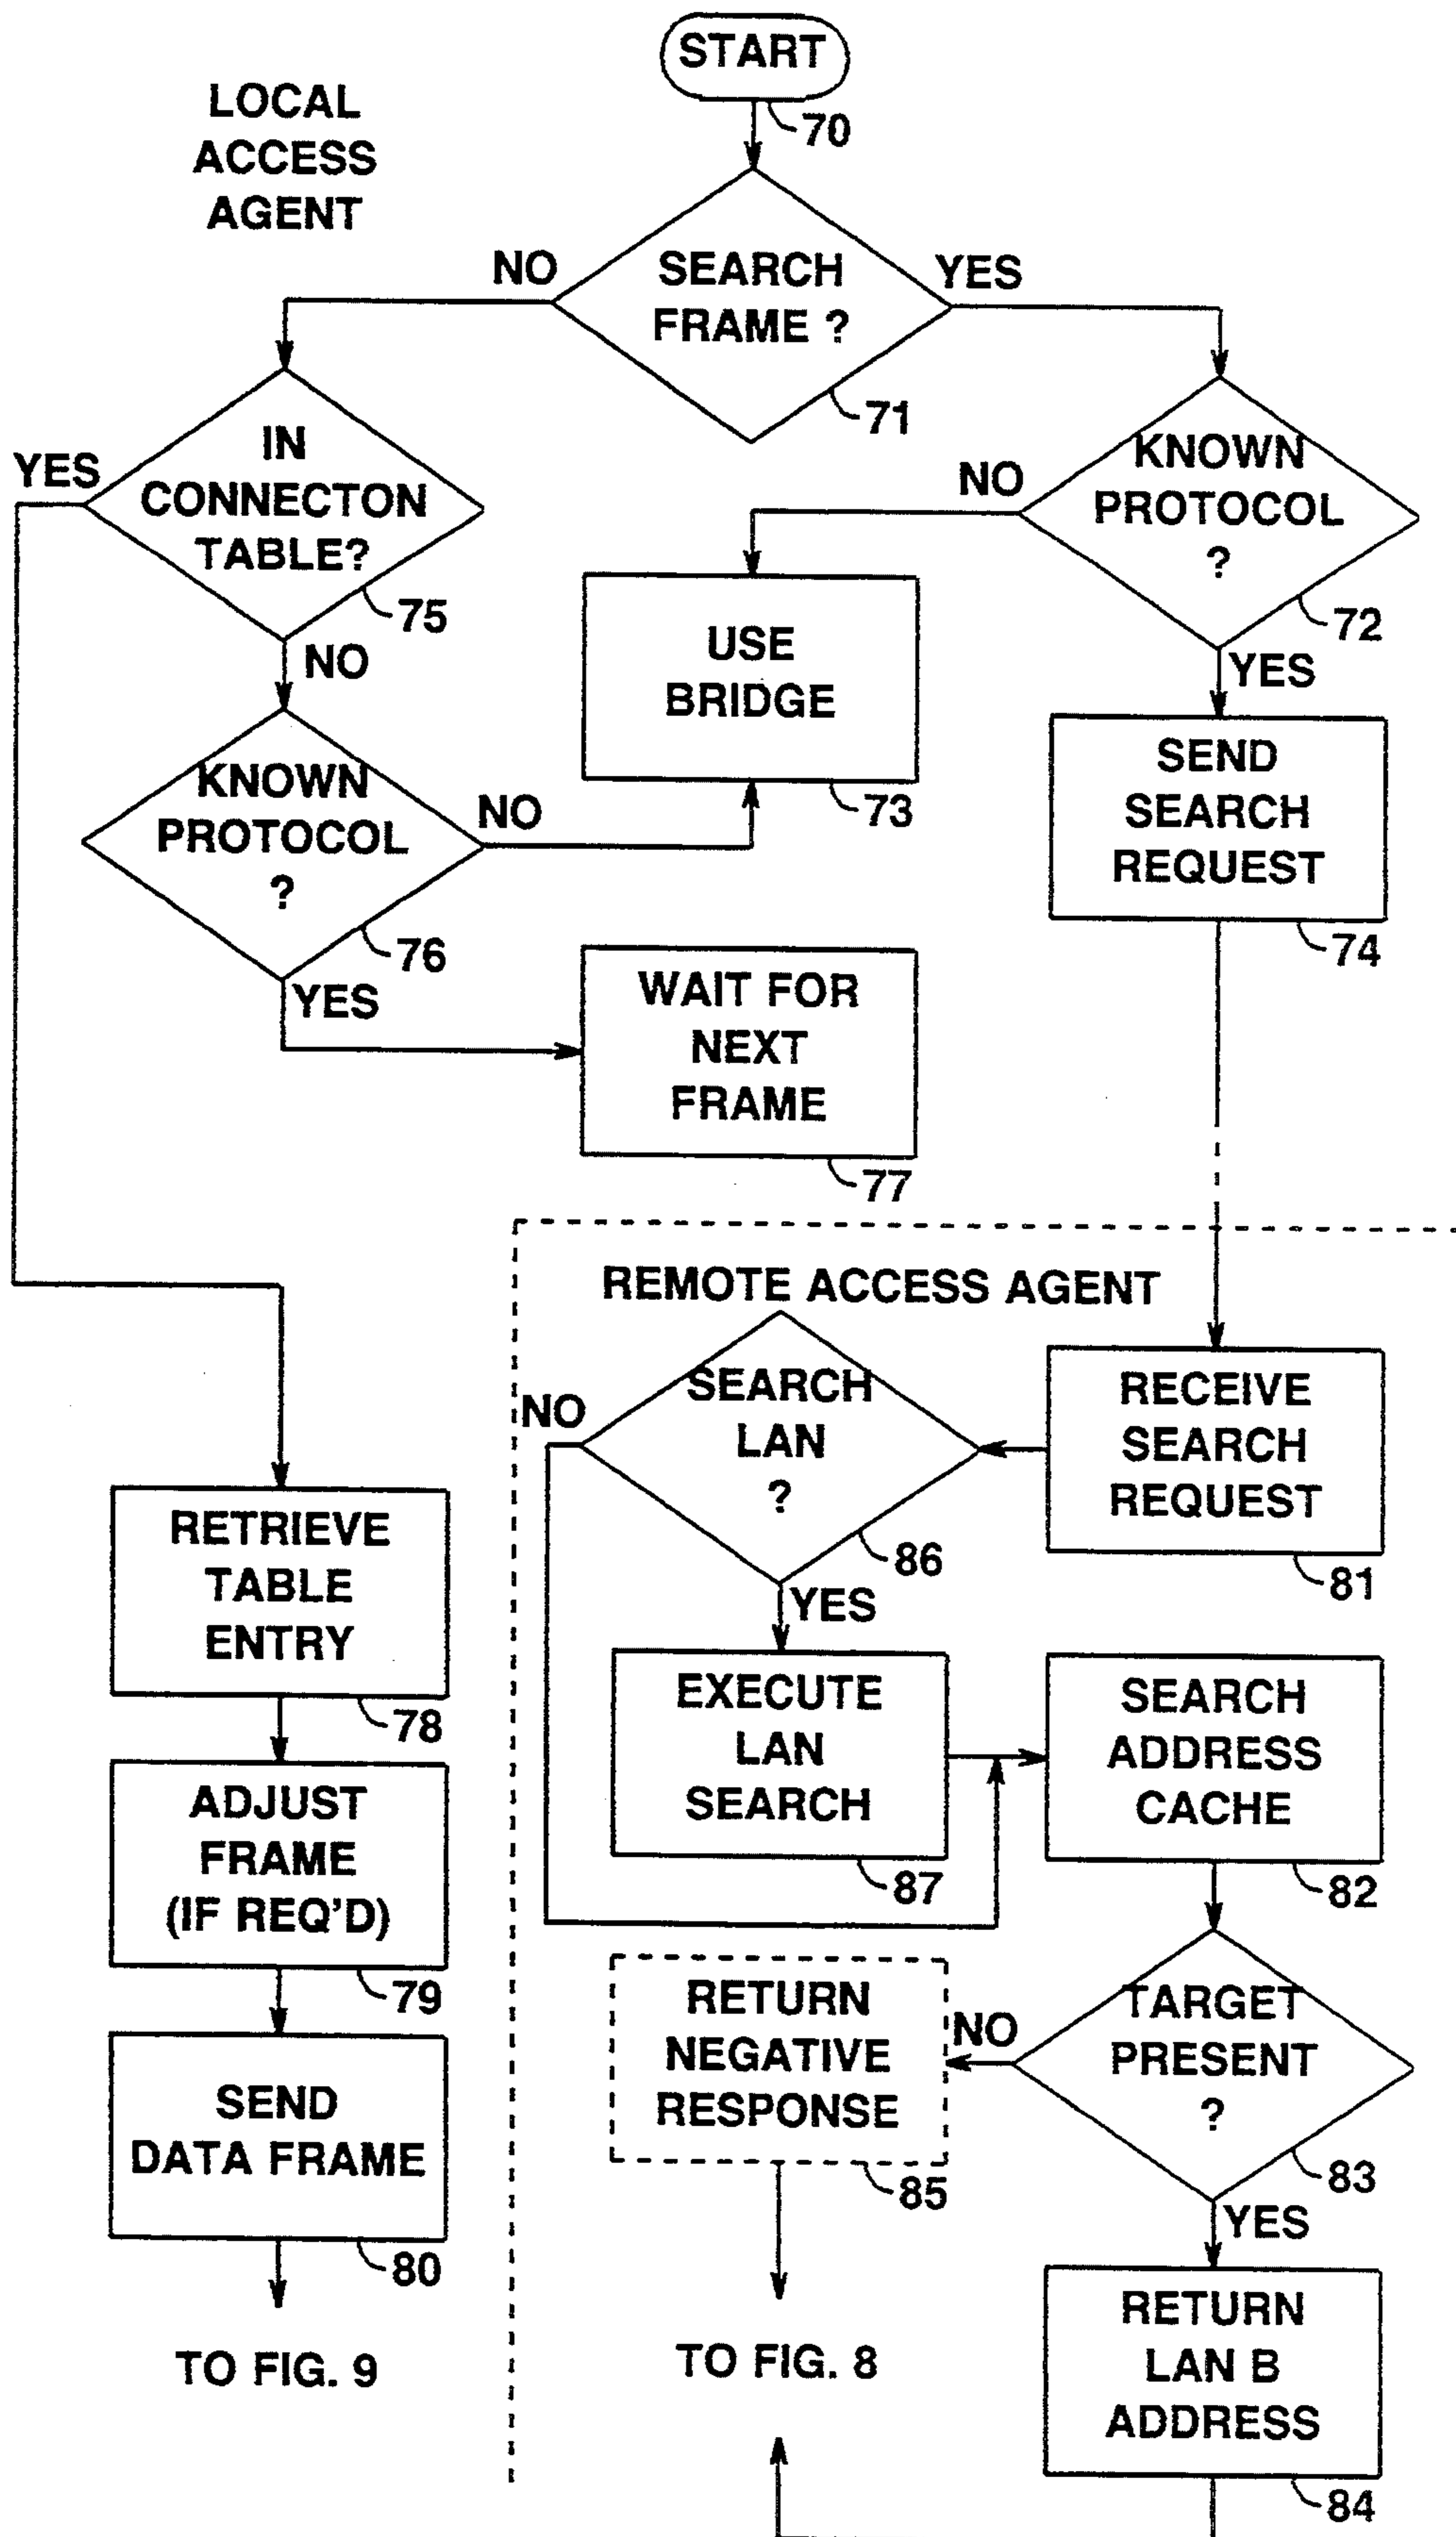 START
70
LOCAL
ACCESS
AGENT
NO
SEARCH
FRAME ?
YES
71
IN
CONNECTON
TABLE?
YES
75
NO
KNOWN
PROTOCOL
?
NO
72
YES
USE
BRIDGE
73
SEND
SEARCH
REQUEST
74
KNOWN
PROTOCOL
?
NO
76
YES
WAIT FOR
NEXT
FRAME
77
REMOTE ACCESS AGENT
RECEIVE
SEARCH
REQUEST
81
SEARCH
LAN
?
NO
86
YES
EXECUTE
LAN
SEARCH
87
SEARCH
ADDRESS
CACHE
82
RETRIEVE
TABLE
ENTRY
78
ADJUST
FRAME
(IF REQ'D)
79
SEND
DATA FRAME
80
TO FIG. 9
TARGET
PRESENT
?
NO
83
YES
RETURN
NEGATIVE
RESPONSE
85
TO FIG. 8
RETURN
LAN B
ADDRESS
84